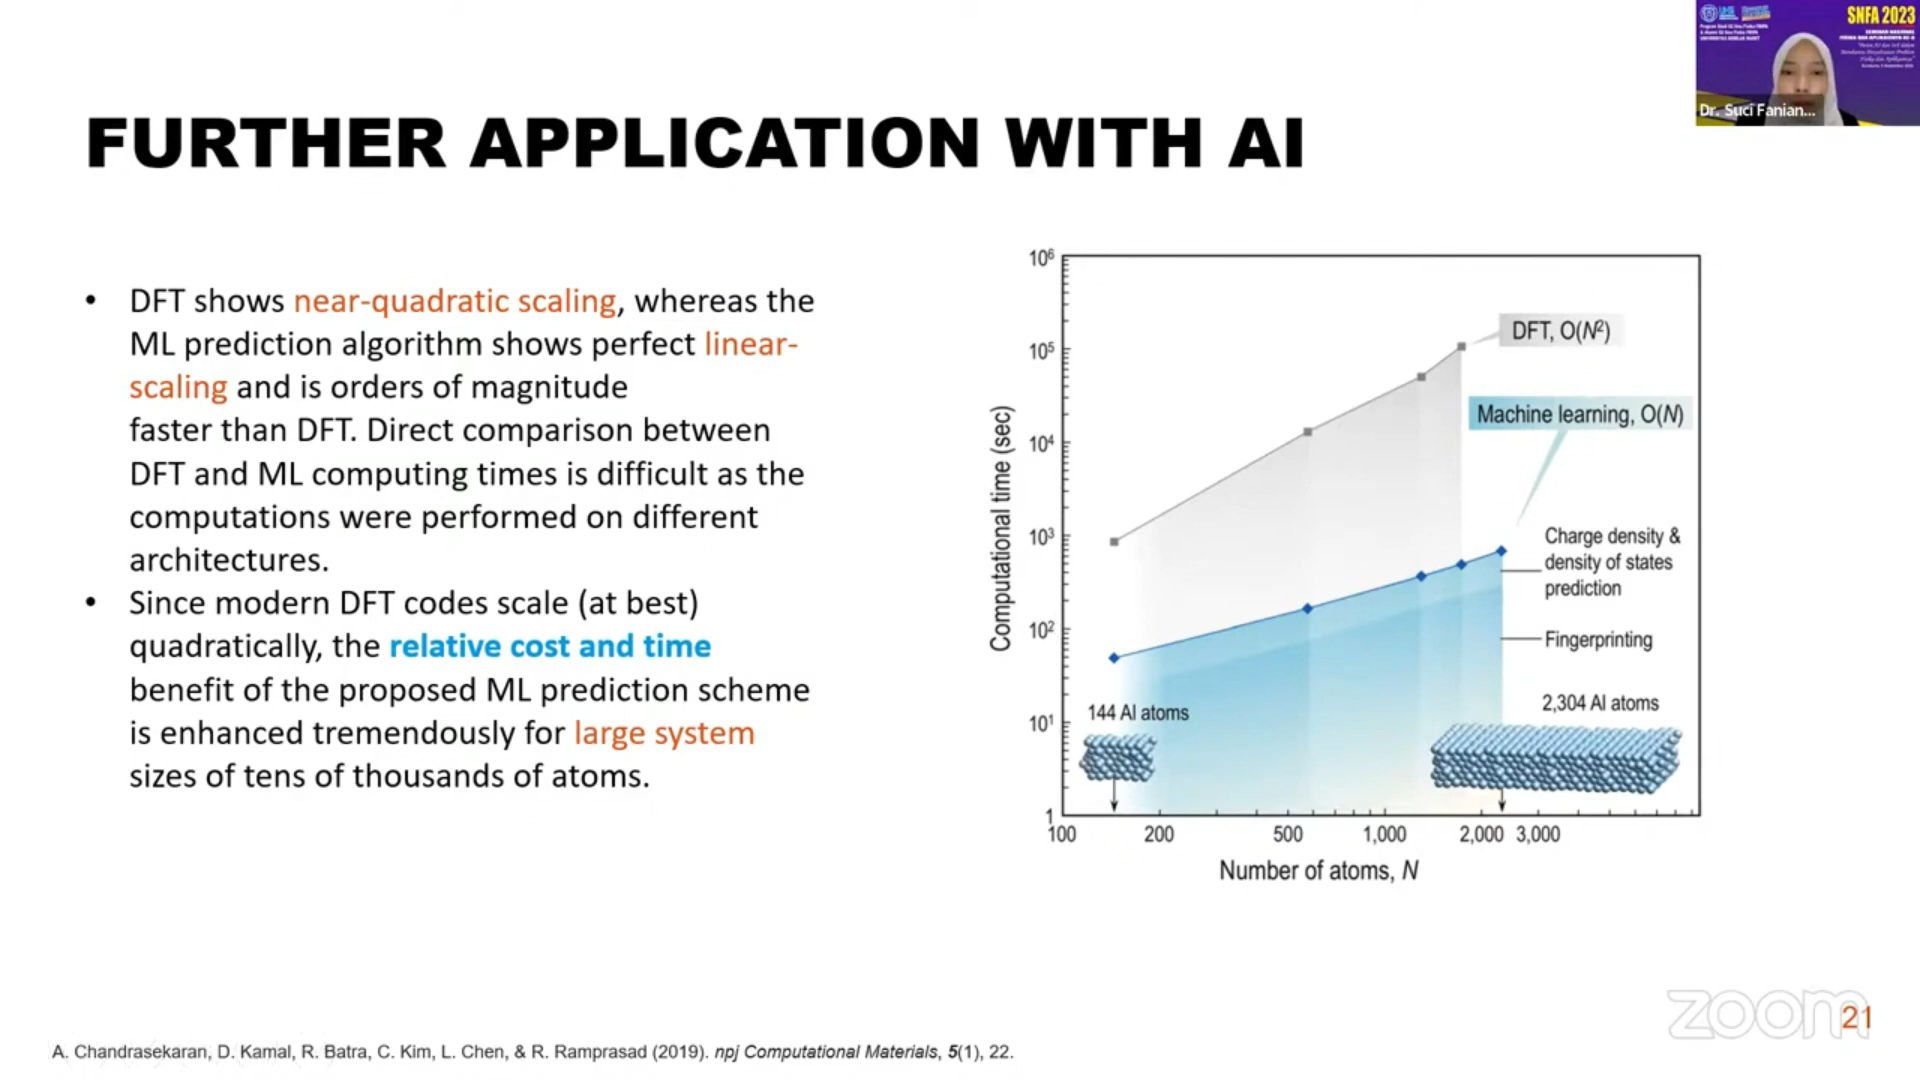 SNFA 2023
Dr. Suci Fanian...
FURTHER APPLICATION WITH AI
• DFT shows near-quadratic scaling, whereas the
ML prediction algorithm shows perfect linear-
scaling and is orders of magnitude
faster than DFT. Direct comparison between
DFT and ML computing times is difficult as the
computations were performed on different
architectures.
• Since modern DFT codes scale (at best)
quadratically, the relative cost and time
benefit of the proposed ML prediction scheme
is enhanced tremendously for large system
sizes of tens of thousands of atoms.
Computational time (sec)
10⁶
10⁵
10⁴
10³
10²
10¹
1
DFT, O(N²)
Machine learning, O(N)
Charge density &
density of states
prediction
Fingerprinting
144 Al atoms
2,304 Al atoms
100 200 500 1,000 2,000 3,000
Number of atoms, N
zoom
21
A. Chandrasekaran, D. Kamal, R. Batra, C. Kim, L. Chen, & R. Ramprasad (2019). npj Computational Materials, 5(1), 22.